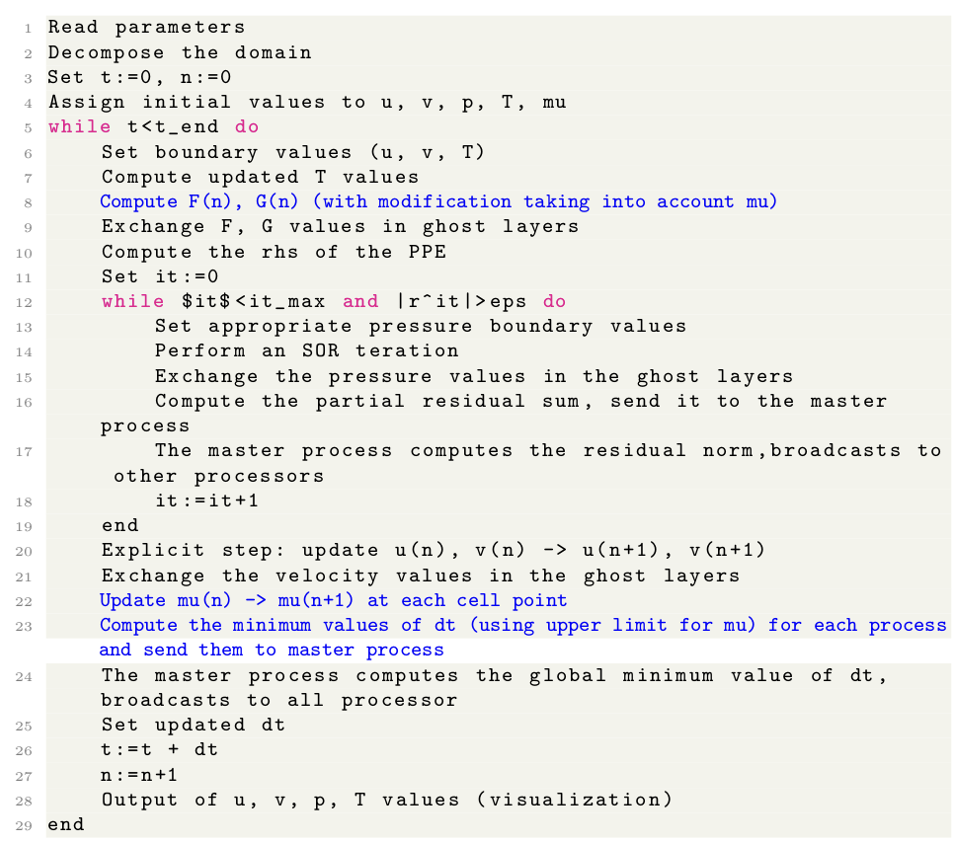 1 Read parameters
2 Decompose the domain
3 Set t:=0, n:=0
4 Assign initial values to u, v, p, T, mu
5 while t<t_end do
6 Set boundary values (u, v, T)
7 Compute updated T values
8 Compute F(n), G(n) (with modification taking into account mu)
9 Exchange F, G values in ghost layers
10 Compute the rhs of the PPE
11 Set it:=0
12 while $it$<it_max and |r^it|>eps do
13 Set appropriate pressure boundary values
14 Perform an SOR teration
15 Exchange the pressure values in the ghost layers
16 Compute the partial residual sum, send it to the master
process
17 The master process computes the residual norm,broadcasts to
other processors
18 it:=it+1
19 end
20 Explicit step: update u(n), v(n) -> u(n+1), v(n+1)
21 Exchange the velocity values in the ghost layers
22 Update mu(n) -> mu(n+1) at each cell point
23 Compute the minimum values of dt (using upper limit for mu) for each process
and send them to master process
24 The master process computes the global minimum value of dt,
broadcasts to all processor
25 Set updated dt
26 t:=t + dt
27 n:=n+1
28 Output of u, v, p, T values (visualization)
29 end